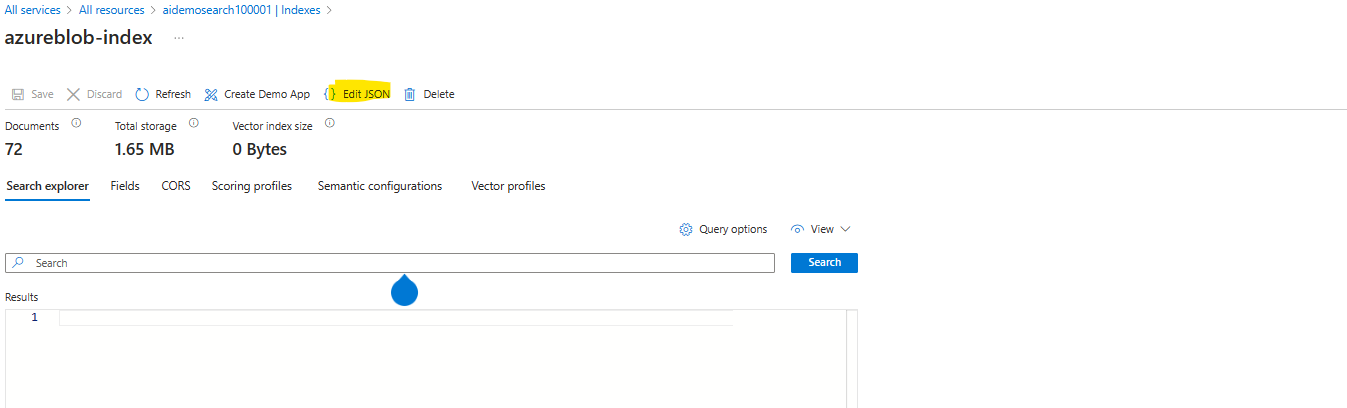 All services > All resources > aidemosearch100001 | Indexes >
azureblob-index ...
Save Discard Refresh Create Demo App {} Edit JSON Delete
Documents Total storage Vector index size
72 1.65 MB 0 Bytes
Search explorer Fields CORS Scoring profiles Semantic configurations Vector profiles
Query options View
Search Search
Results
1